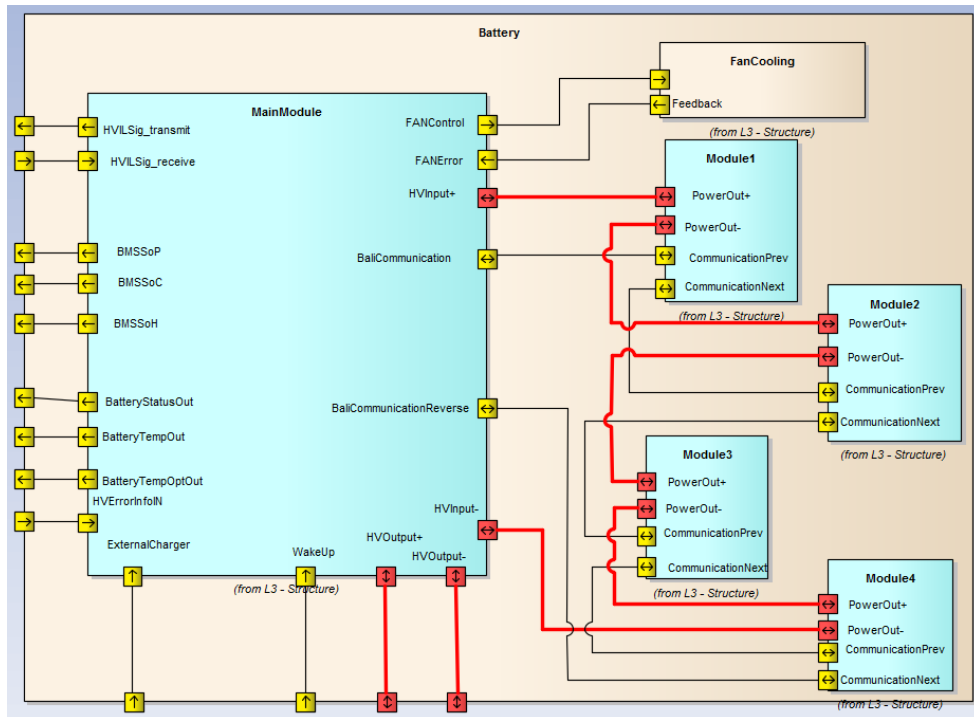 Battery
FanCooling
Feedback
(from L3 - Structure)
MainModule
HVILSig_transmit
HVILSig_receive
BMSSoP
BMSSoC
BMSSoH
BatteryStatusOut
BatteryTempOut
BatteryTempOptOut
HVErrorInfoIN
ExternalCharger
WakeUp
HVOutput+
HVOutput-
FANControl
FANError
HVInput+
BaliCommunication
BaliCommunicationReverse
HVInput-
(from L3 - Structure)
Module1
PowerOut+
PowerOut-
CommunicationPrev
CommunicationNext
(from L3 - Structure)
Module2
PowerOut+
PowerOut-
CommunicationPrev
CommunicationNext
(from L3 - Structure)
Module3
PowerOut+
PowerOut-
CommunicationPrev
CommunicationNext
(from L3 - Structure)
Module4
PowerOut+
PowerOut-
CommunicationPrev
CommunicationNext
(from L3 - Structure)